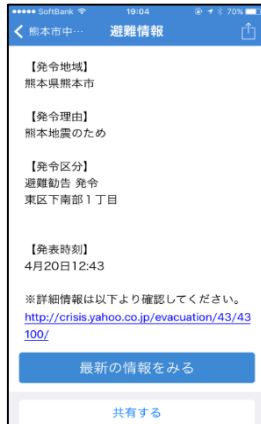 SoftBank 19:04 70%
熊本市中… 避難情報
【発令地域】
熊本県熊本市
【発令理由】
熊本地震のため
【発令区分】
避難勧告 発令
東区下南部１丁目
【発表時刻】
4月20日12:43
※詳細情報は以下より確認してください。
http://crisis.yahoo.co.jp/evacuation/43/43
100/
最新の情報をみる
共有する